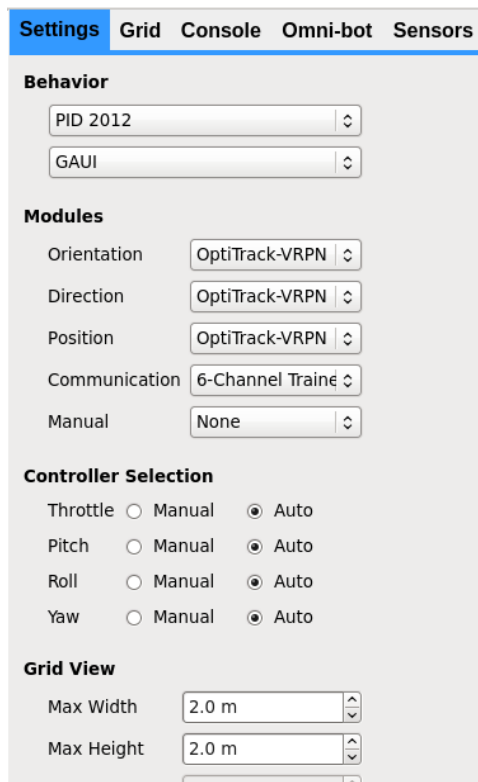 Settings Grid Console Omni-bot Sensors
Behavior
PID 2012
GAUI
Modules
Orientation OptiTrack-VRPN
Direction OptiTrack-VRPN
Position OptiTrack-VRPN
Communication 6-Channel Traine
Manual None
Controller Selection
Throttle Manual Auto
Pitch Manual Auto
Roll Manual Auto
Yaw Manual Auto
Grid View
Max Width 2.0 m
Max Height 2.0 m